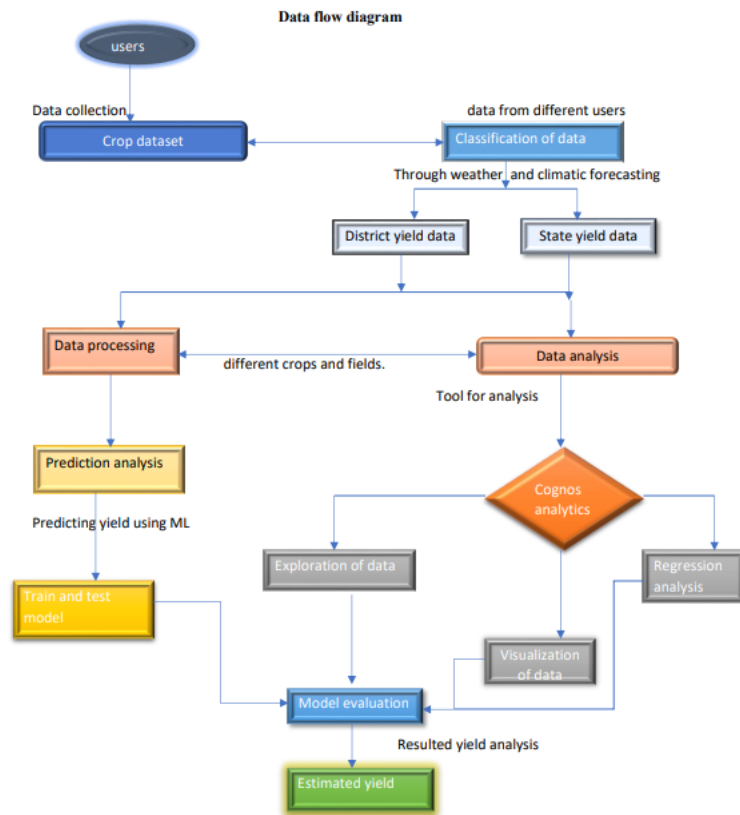 Data flow diagram
users
Data collection
data from different users
Crop dataset
Classification of data
Through weather and climatic forecasting
District yield data
State yield data
Data processing
different crops and fields.
Data analysis
Tool for analysis
Prediction analysis
Cognos
analytics
Predicting yield using ML
Exploration of data
Regression
analysis
Train and test
model
Visualization
of data
Model evaluation
Resulted yield analysis
Estimated yield